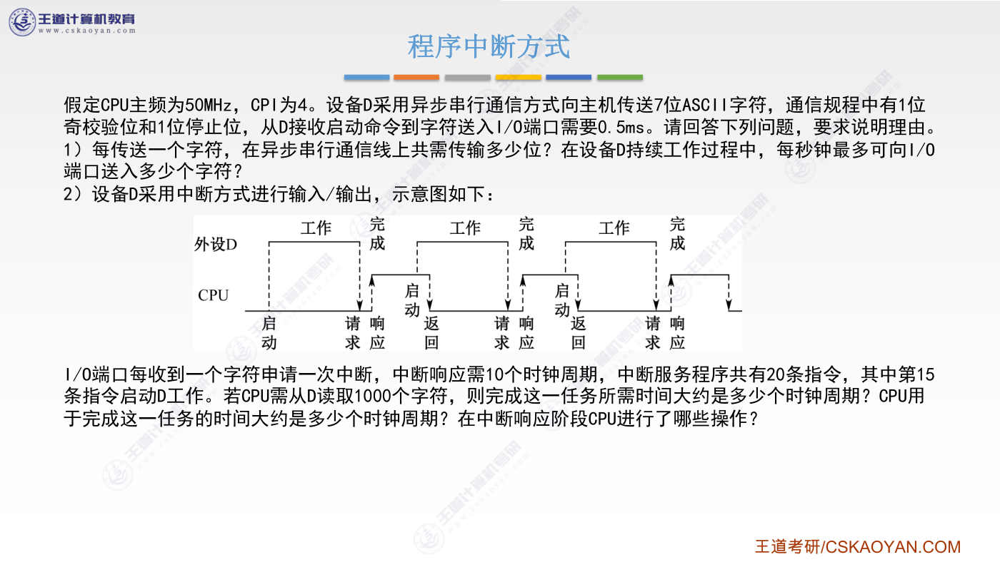 王道计算机教育
www.cskaoyan.com
程序中断方式
假定CPU主频为50MHz，CPI为4。设备D采用异步串行通信方式向主机传送7位ASCII字符，通信规程中有1位
奇校验位和1位停止位，从D接收启动命令到字符送入I/O端口需要0.5ms。请回答下列问题，要求说明理由。
1）每传送一个字符，在异步串行通信线上共需传输多少位？在设备D持续工作过程中，每秒钟最多可向I/O
端口送入多少个字符？
2）设备D采用中断方式进行输入/输出，示意图如下：
工作 完成 工作 完成 工作 完成
外设D
CPU
启动 启动
启动 请求 响应 返回 请求 响应 返回 请求 响应
I/O端口每收到一个字符申请一次中断，中断响应需10个时钟周期，中断服务程序共有20条指令，其中第15
条指令启动D工作。若CPU需从D读取1000个字符，则完成这一任务所需时间大约是多少个时钟周期？CPU用
于完成这一任务的时间大约是多少个时钟周期？在中断响应阶段CPU进行了哪些操作？
王道考研/CSKAOYAN.COM